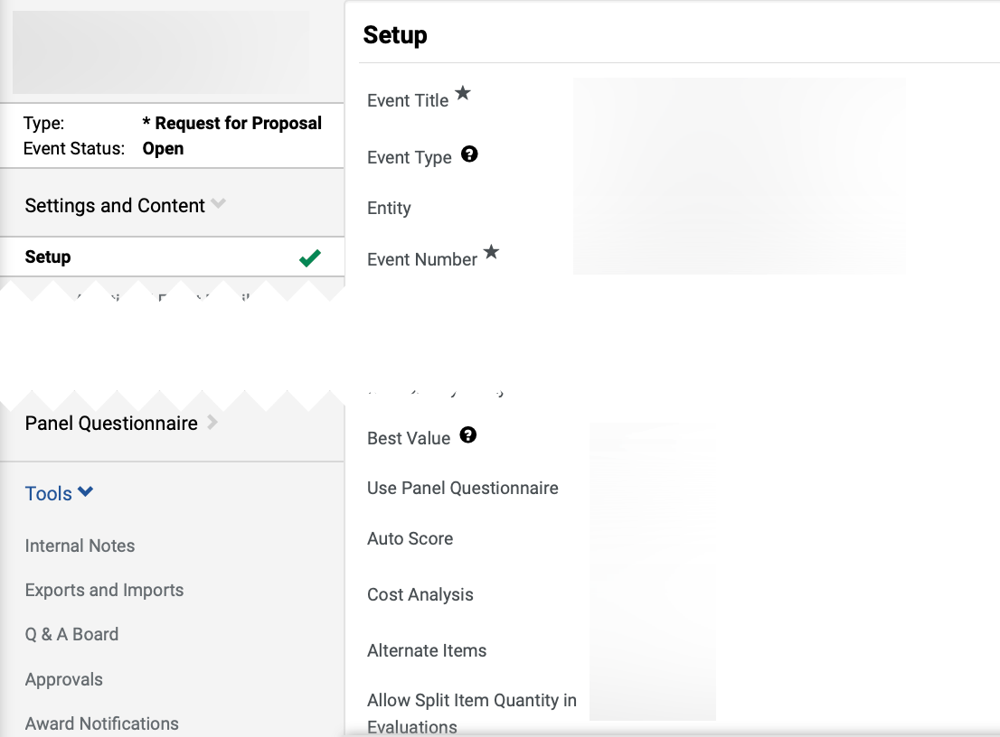 Type: * Request for Proposal
Event Status: Open
Settings and Content
Setup
Panel Questionnaire
Tools
Internal Notes
Exports and Imports
Q & A Board
Approvals
Award Notifications
Setup
Event Title ★
Event Type ?
Entity
Event Number ★
Best Value ?
Use Panel Questionnaire
Auto Score
Cost Analysis
Alternate Items
Allow Split Item Quantity in
Evaluations